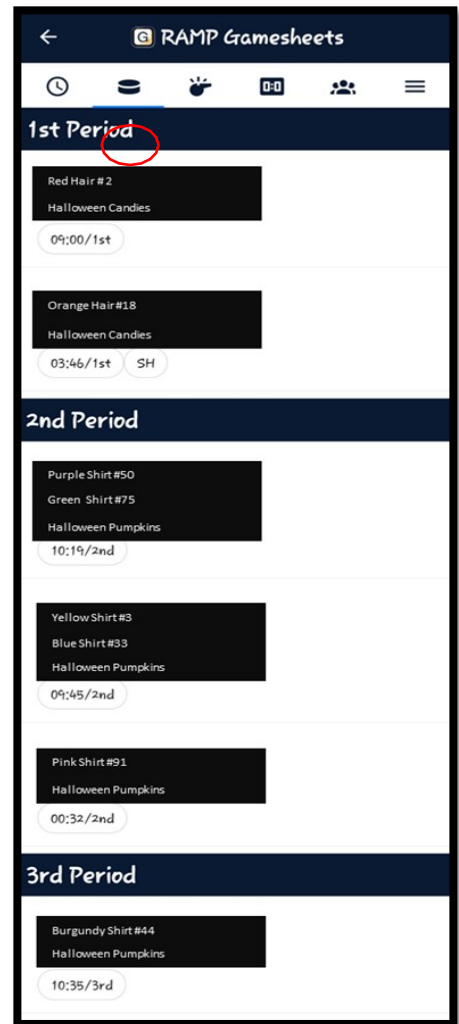 G RAMP Gamesheets
0:0
1st Period
Red Hair # 2
Halloween Candies
09:00/1st
Orange Hair#18
Halloween Candies
03:46/1st SH
2nd Period
Purple Shirt #50
Green Shirt #75
Halloween Pumpkins
10:19/2nd
Yellow Shirt #3
Blue Shirt #33
Halloween Pumpkins
09:45/2nd
Pink Shirt #91
Halloween Pumpkins
00:32/2nd
3rd Period
Burgundy Shirt #44
Halloween Pumpkins
10:35/3rd